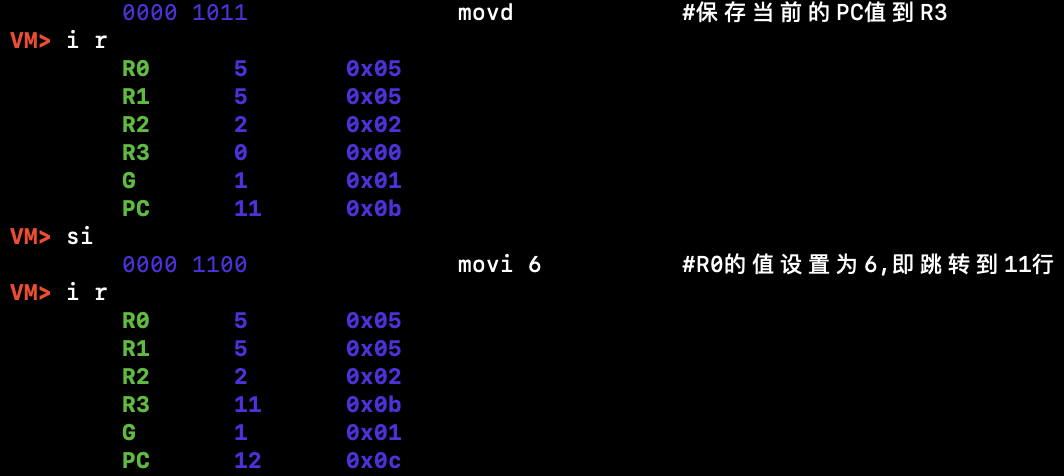 0000 1011 movd #保存当前的PC值到R3
VM> i r
R0 5 0x05
R1 5 0x05
R2 2 0x02
R3 0 0x00
G 1 0x01
PC 11 0x0b
VM> si
0000 1100 movi 6 #R0的值设置为6,即跳转到11行
VM> i r
R0 5 0x05
R1 5 0x05
R2 2 0x02
R3 11 0x0b
G 1 0x01
PC 12 0x0c